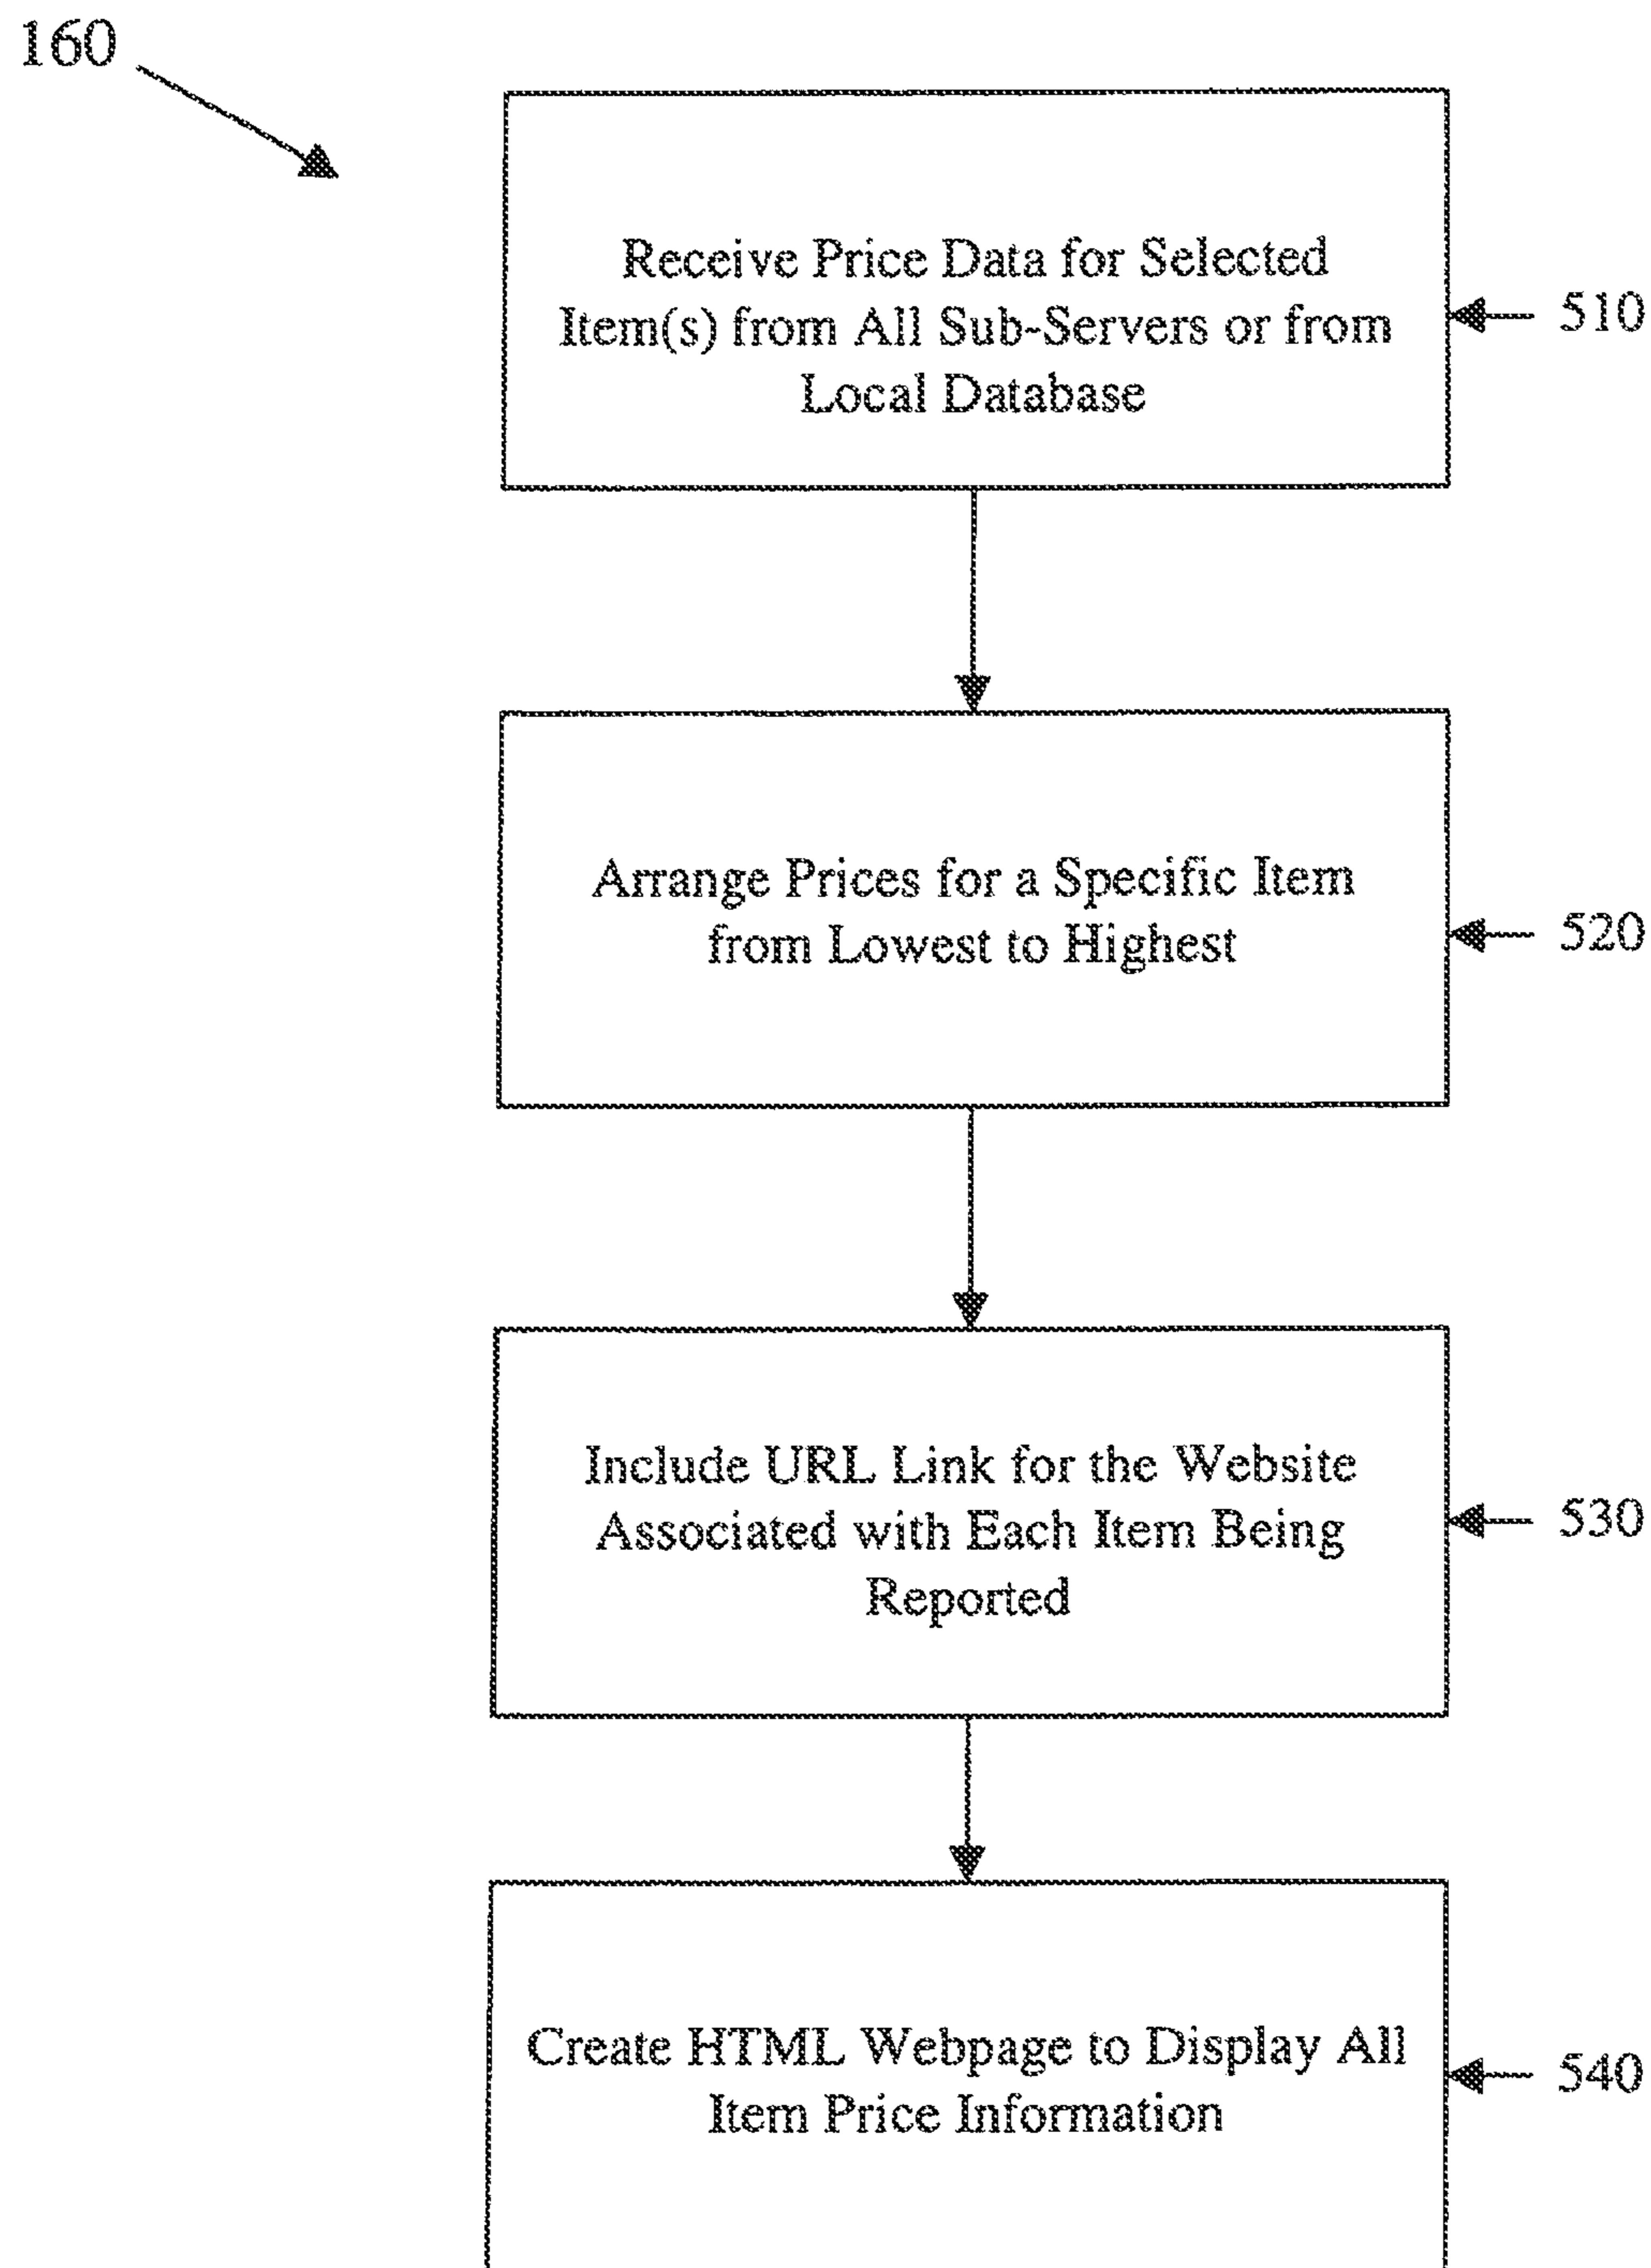 160
Receive Price Data for Selected
Item(s) from All Sub-Servers or from
Local Database
510
Arrange Prices for a Specific Item
from Lowest to Highest
520
Include URL Link for the Website
Associated with Each Item Being
Reported
530
Create HTML Webpage to Display All
Item Price Information
540